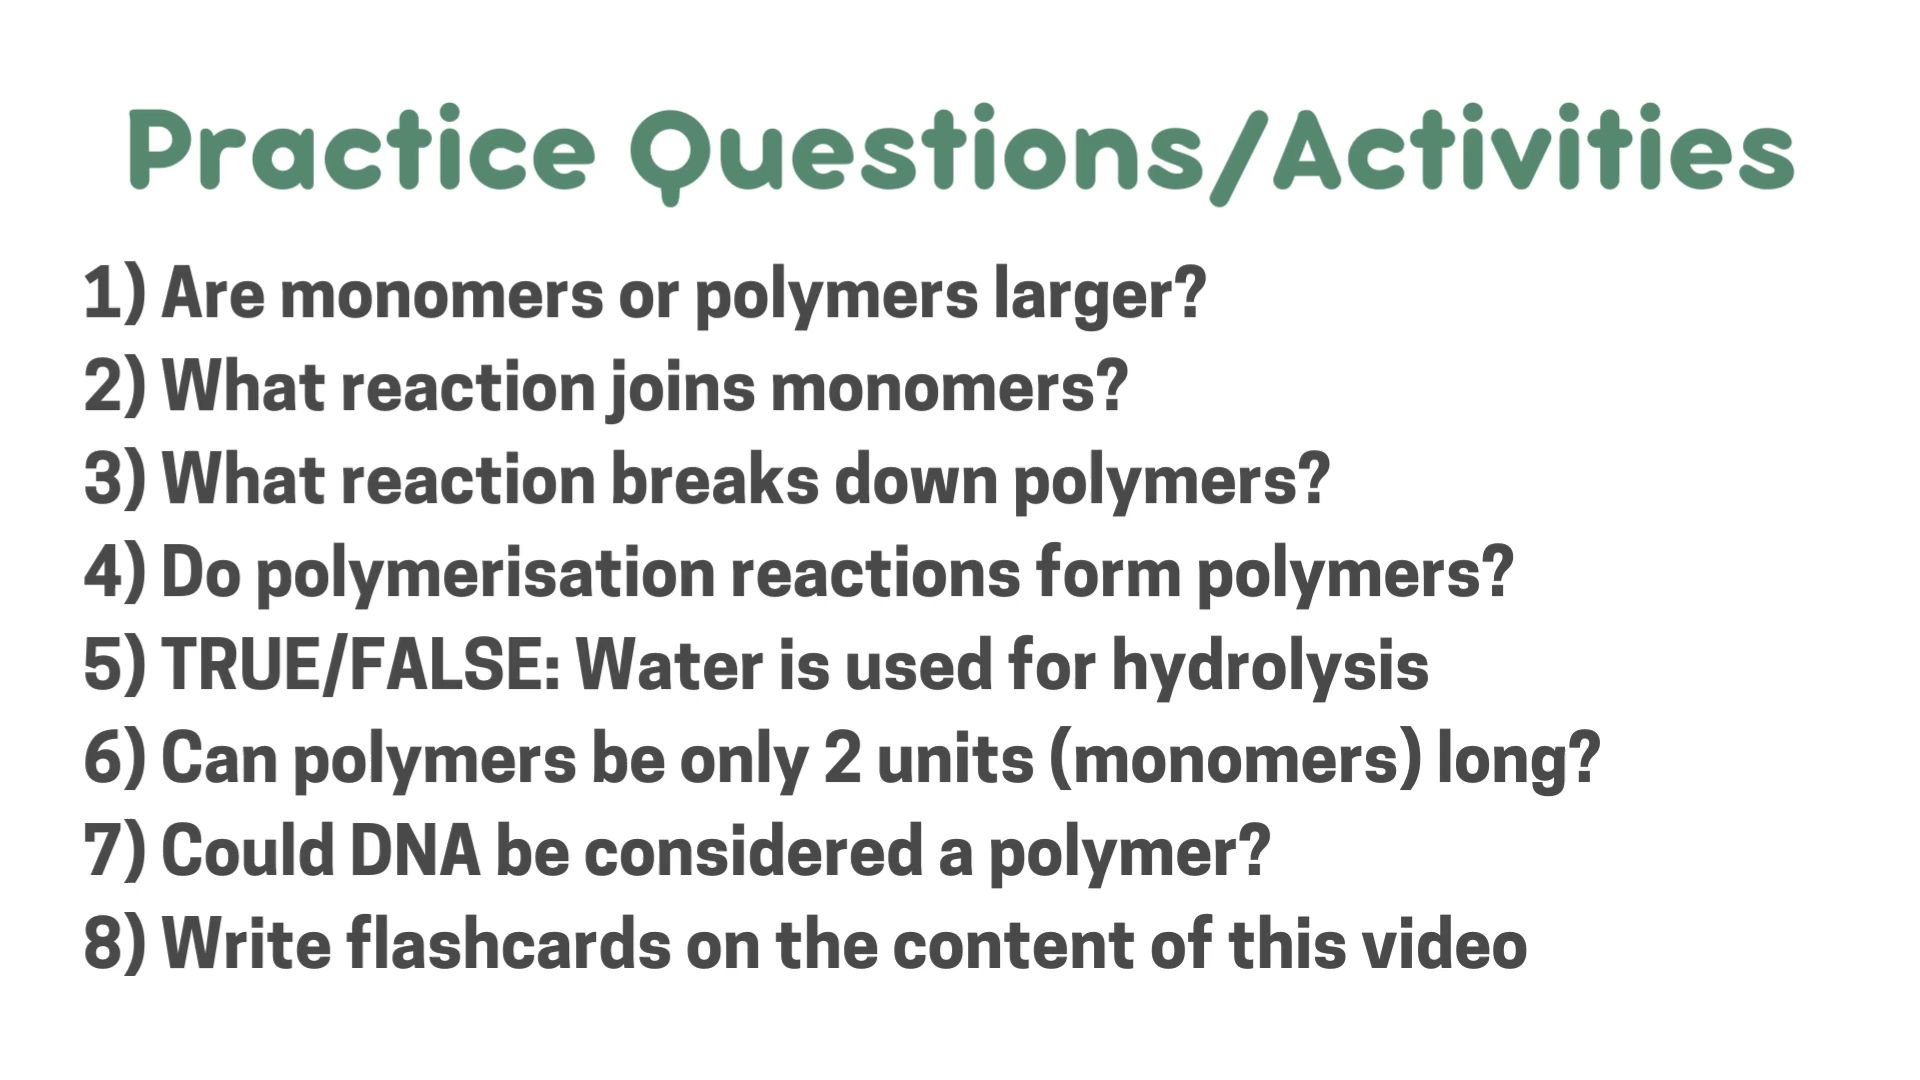 Practice Questions/Activities
1) Are monomers or polymers larger?
2) What reaction joins monomers?
3) What reaction breaks down polymers?
4) Do polymerisation reactions form polymers?
5) TRUE/FALSE: Water is used for hydrolysis
6) Can polymers be only 2 units (monomers) long?
7) Could DNA be considered a polymer?
8) Write flashcards on the content of this video